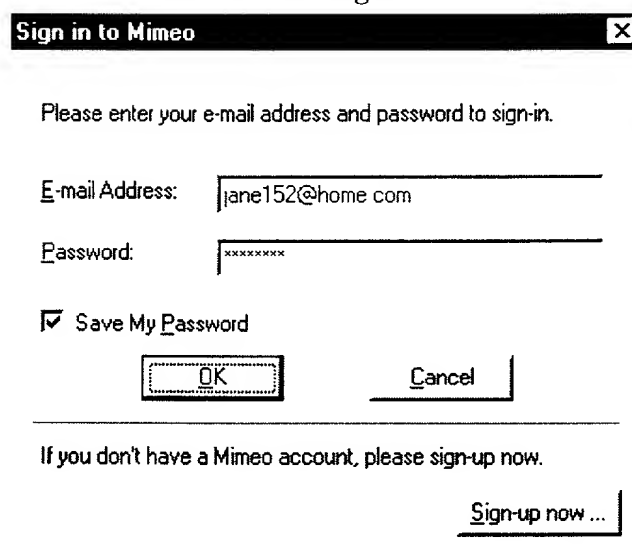 Sign in to Mimeo
Please enter your e-mail address and password to sign-in.
E-mail Address: jane152@home com
Password: xxxxxxxx
Save My Password
OK Cancel
If you don't have a Mimeo account, please sign-up now.
Sign-up now ...